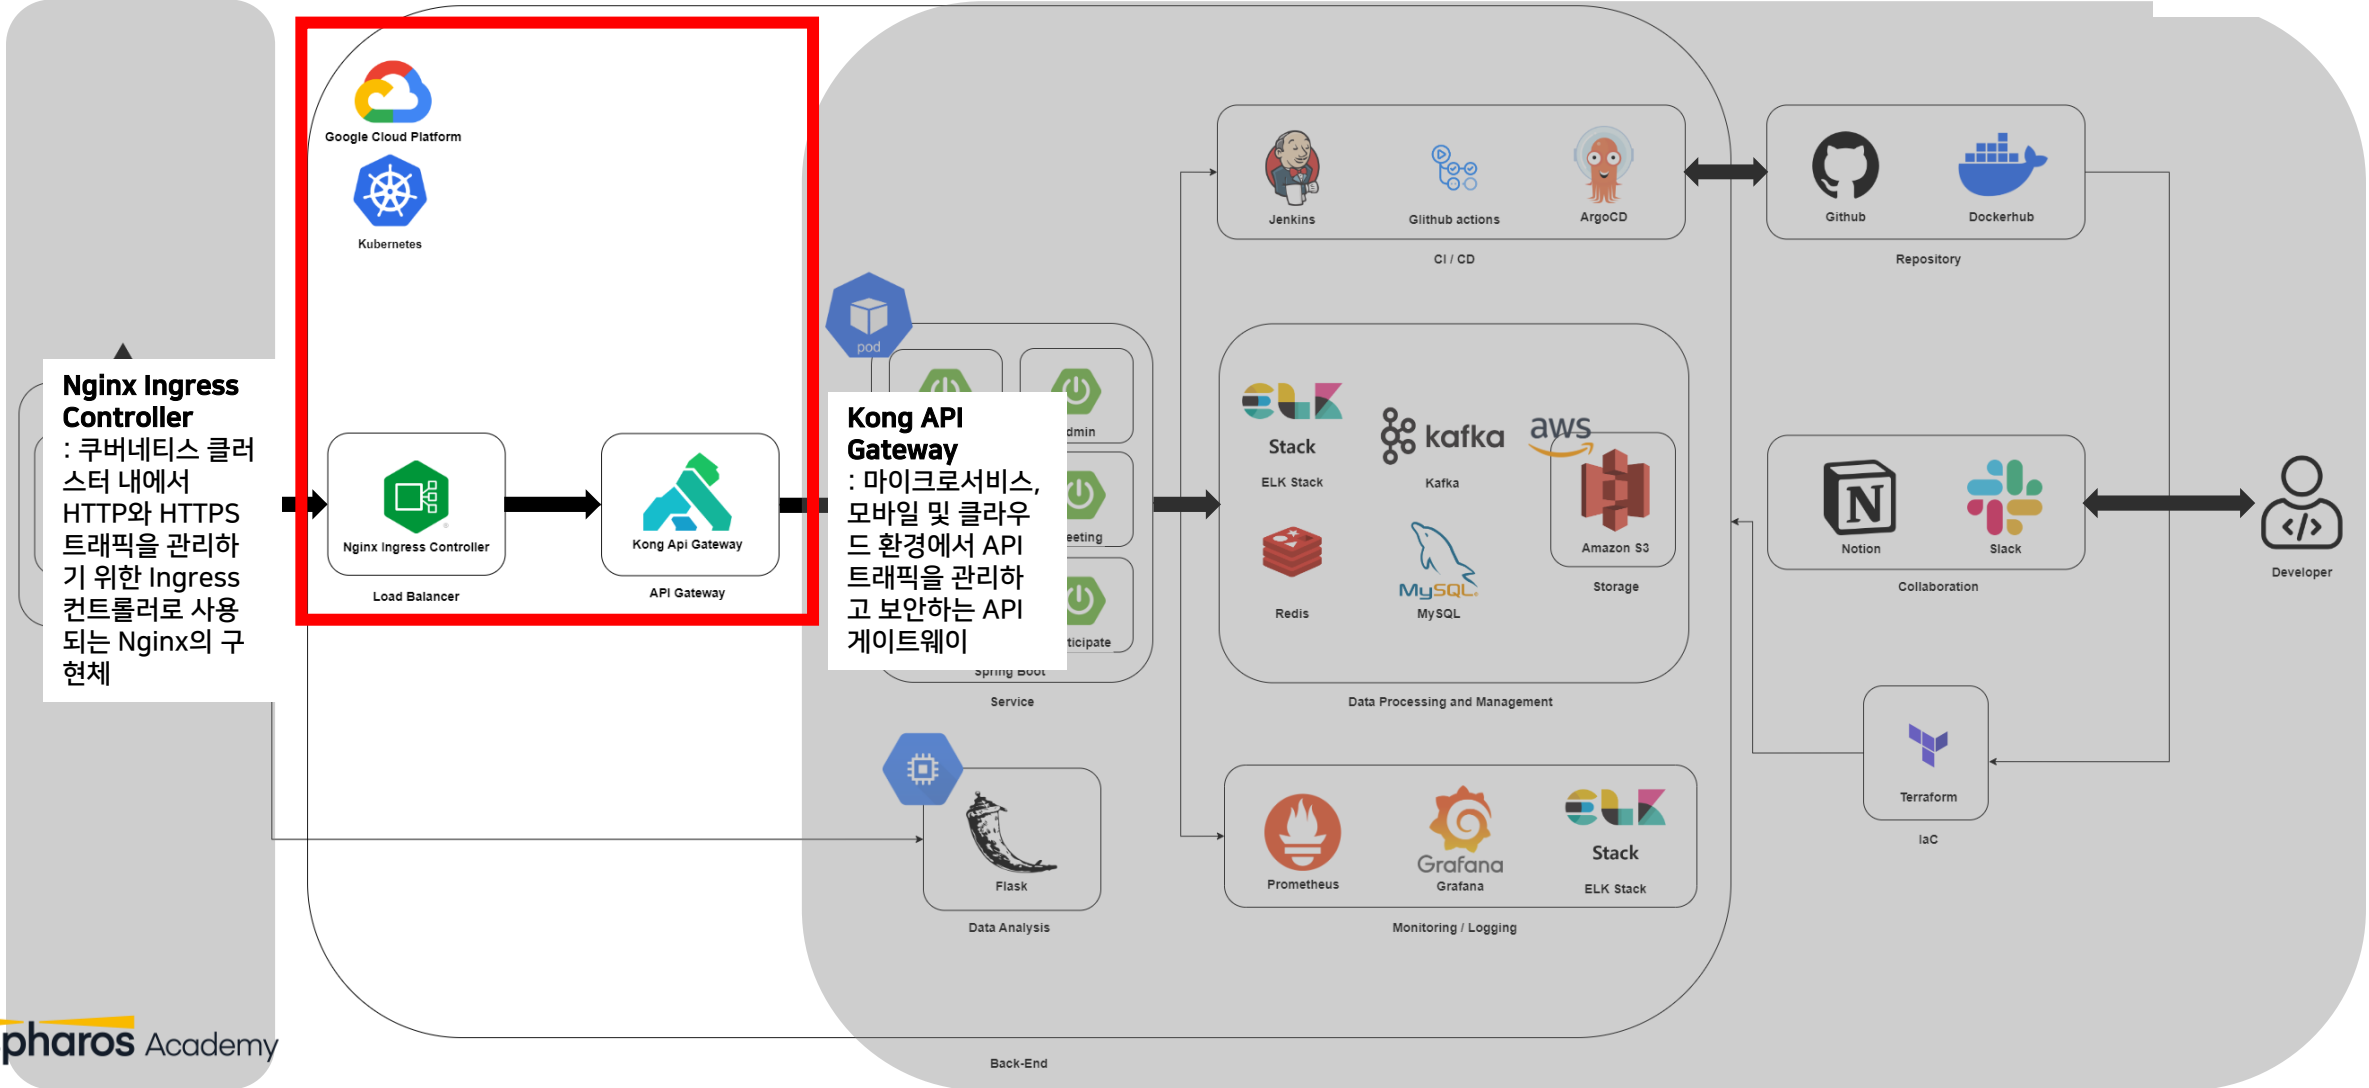 Google Cloud Platform
Kubernetes
Nginx Ingress
Controller
: 쿠버네티스 클러
스터 내에서
HTTP와 HTTPS
트래픽을 관리하
기 위한 Ingress
컨트롤러로 사용
되는 Nginx의 구
현체
Nginx Ingress Controller
Load Balancer
Kong Api Gateway
API Gateway
pod
Kong API
Gateway
: 마이크로서비스,
모바일 및 클라우
드 환경에서 API
트래픽을 관리하
고 보안하는 API
게이트웨이
dmin
eeting
ticipate
Spring Boot
Service
Flask
Data Analysis
Jenkins
Glithub actions
ArgoCD
CI / CD
Github
Dockerhub
Repository
Stack
ELK Stack
kafka
Kafka
aws
Amazon S3
Storage
Redis
MySQL
MySQL
Data Processing and Management
Notion
Slack
Collaboration
Developer
Terraform
IaC
Prometheus
Grafana
Grafana
Stack
ELK Stack
Monitoring / Logging
Back-End
pharos Academy